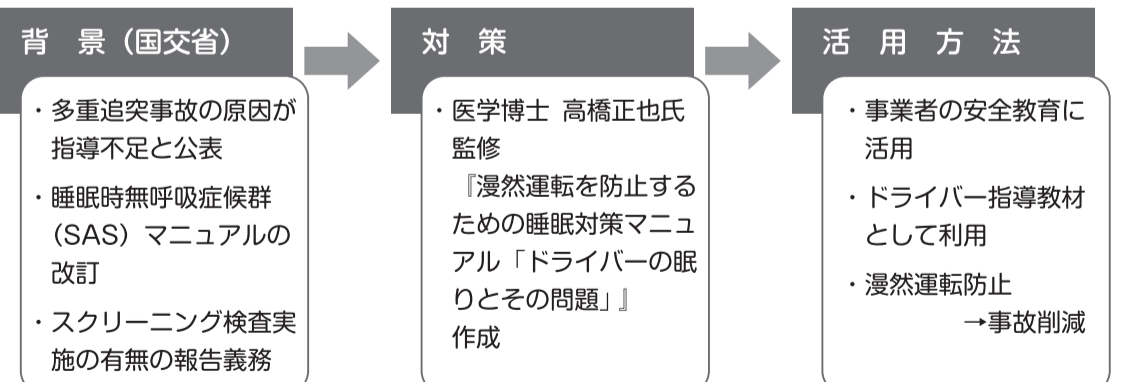 背 景（国交省）
・多重追突事故の原因が
指導不足と公表
・睡眠時無呼吸症候群
（SAS）マニュアルの
改訂
・スクリーニング検査実
施の有無の報告義務
対 策
・医学博士 高橋正也氏
監修
『漫然運転を防止する
ための睡眠対策マニュ
アル「ドライバーの眠
りとその問題」』
作成
活 用 方 法
・事業者の安全教育に
活用
・ドライバー指導教材
として利用
・漫然運転防止
→事故削減